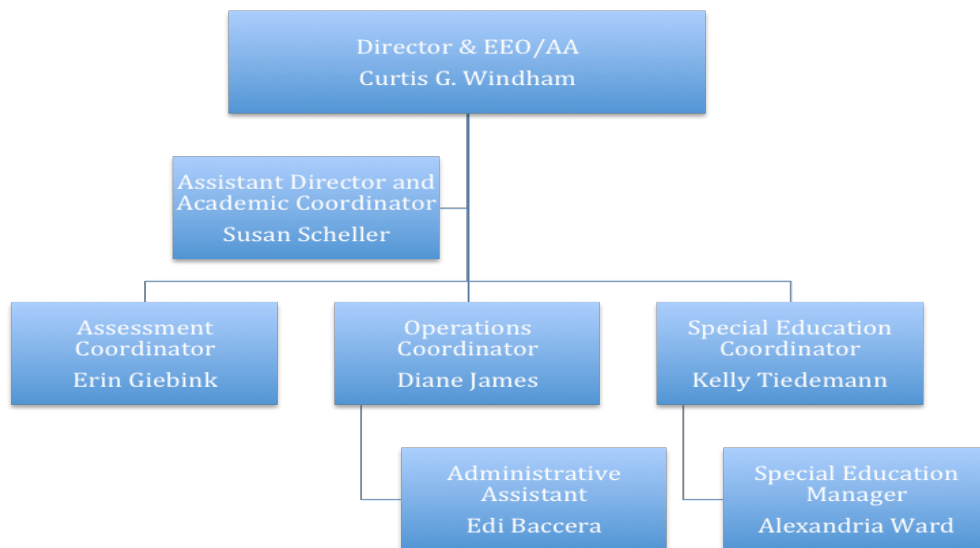 Director & EEO/AA
Curtis G. Windham
Assistant Director and
Academic Coordinator
Susan Scheller
Assessment
Coordinator
Erin Giebink
Operations
Coordinator
Diane James
Special Education
Coordinator
Kelly Tiedemann
Administrative
Assistant
Edi Baccera
Special Education
Manager
Alexandria Ward